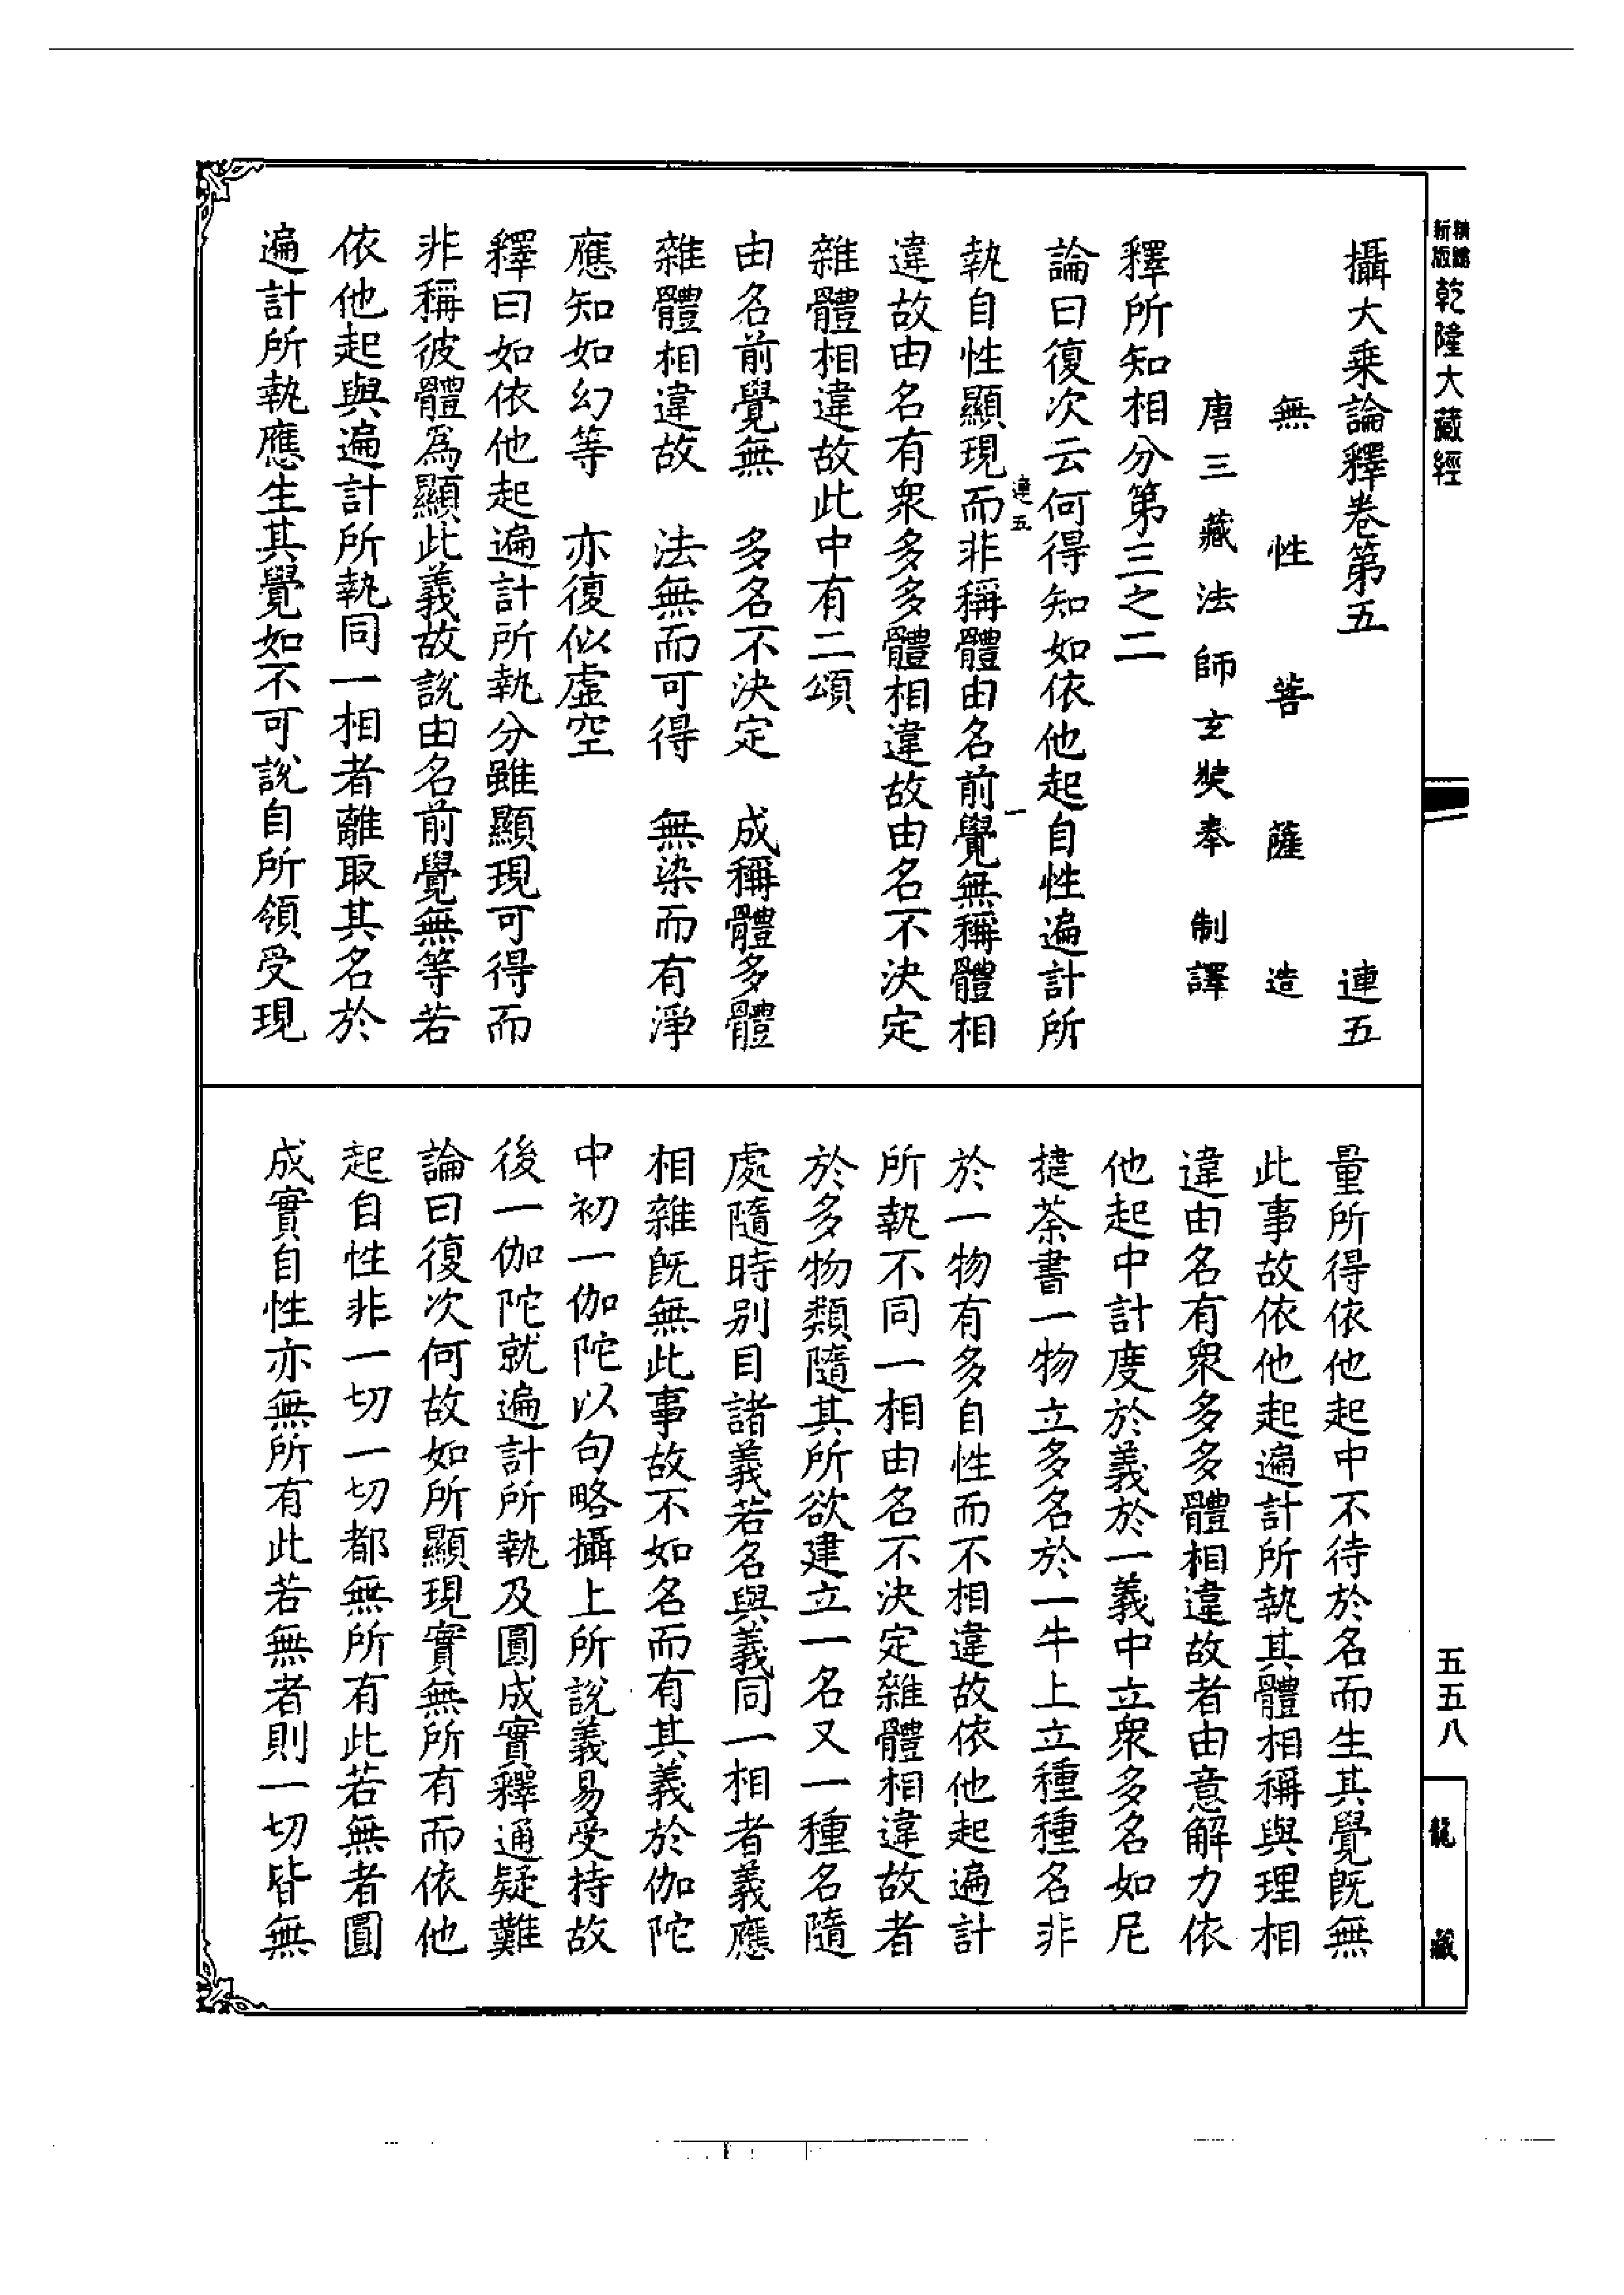 新版
精縮
乾隆大藏經
五五八
龍藏
攝大乘論釋卷第五 連五
無性菩薩造
唐三藏法師玄奘奉 制譯
釋所知相分第三之二
論曰復次云何得知如依他起自性遍計所
連五 一
執自性顯現而非稱體由名前覺無稱體相
違故由名有衆多多體相違故由名不決定
雜體相違故此中有二頌
由名前覺無 多名不決定 成稱體多體
雜體相違故 法無而可得 無染而有淨
應知如幻等 亦復似虛空
釋曰如依他起遍計所執分雖顯現可得而
非稱彼體爲顯此義故說由名前覺無等若
依他起與遍計所執同一相者離取其名於
遍計所執應生其覺如不可說自所領受現
量所得依他起中不待於名而生其覺旣無
此事故依他起遍計所執其體相稱與理相
違由名有衆多多體相違故者由意解力依
他起中計度於義於一義中立衆多名如尼
揵荼書一物立多名於一牛上立種種名非
於一物有多自性而不相違故依他起遍計
所執不同一相由名不決定雜體相違故者
於多物類隨其所欲建立一名又一種名隨
處隨時別目諸義若名與義同一相者義應
相雜旣無此事故不如名而有其義於伽陀
中初一伽陀以句略攝上所說義易受持故
後一伽陀就遍計所執及圓成實釋通疑難
論曰復次何故如所顯現實無所有而依他
起自性非一切一切都無所有此若無者圓
成實自性亦無所有此若無者則一切皆無